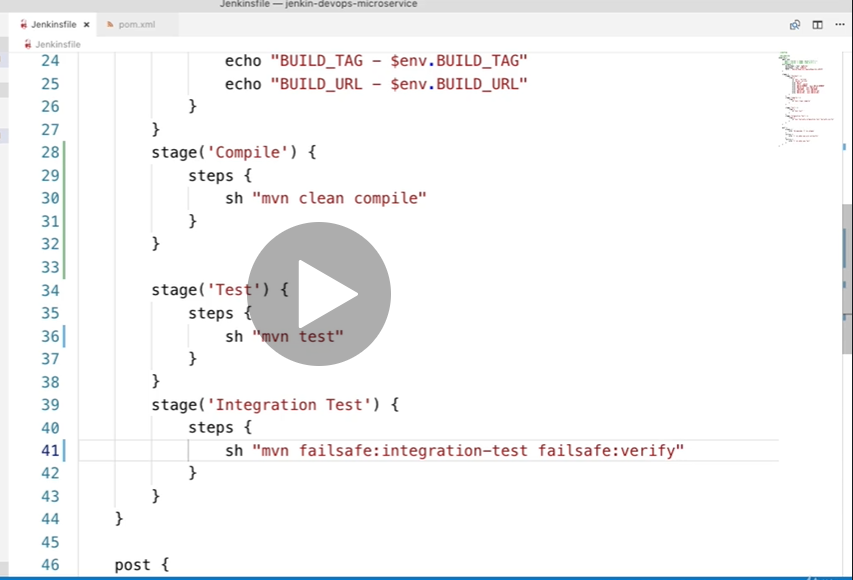 Jenkinsfile — jenkin-devops-microservice
Jenkinsfile × pom.xml
Jenkinsfile
24 echo "BUILD_TAG - $env.BUILD_TAG"
25 echo "BUILD_URL - $env.BUILD_URL"
26 }
27 }
28 stage('Compile') {
29 steps {
30 sh "mvn clean compile"
31 }
32 }
33
34 stage('Test') {
35 steps {
36 sh "mvn test"
37 }
38 }
39 stage('Integration Test') {
40 steps {
41 sh "mvn failsafe:integration-test failsafe:verify"
42 }
43 }
44 }
45
46 post {